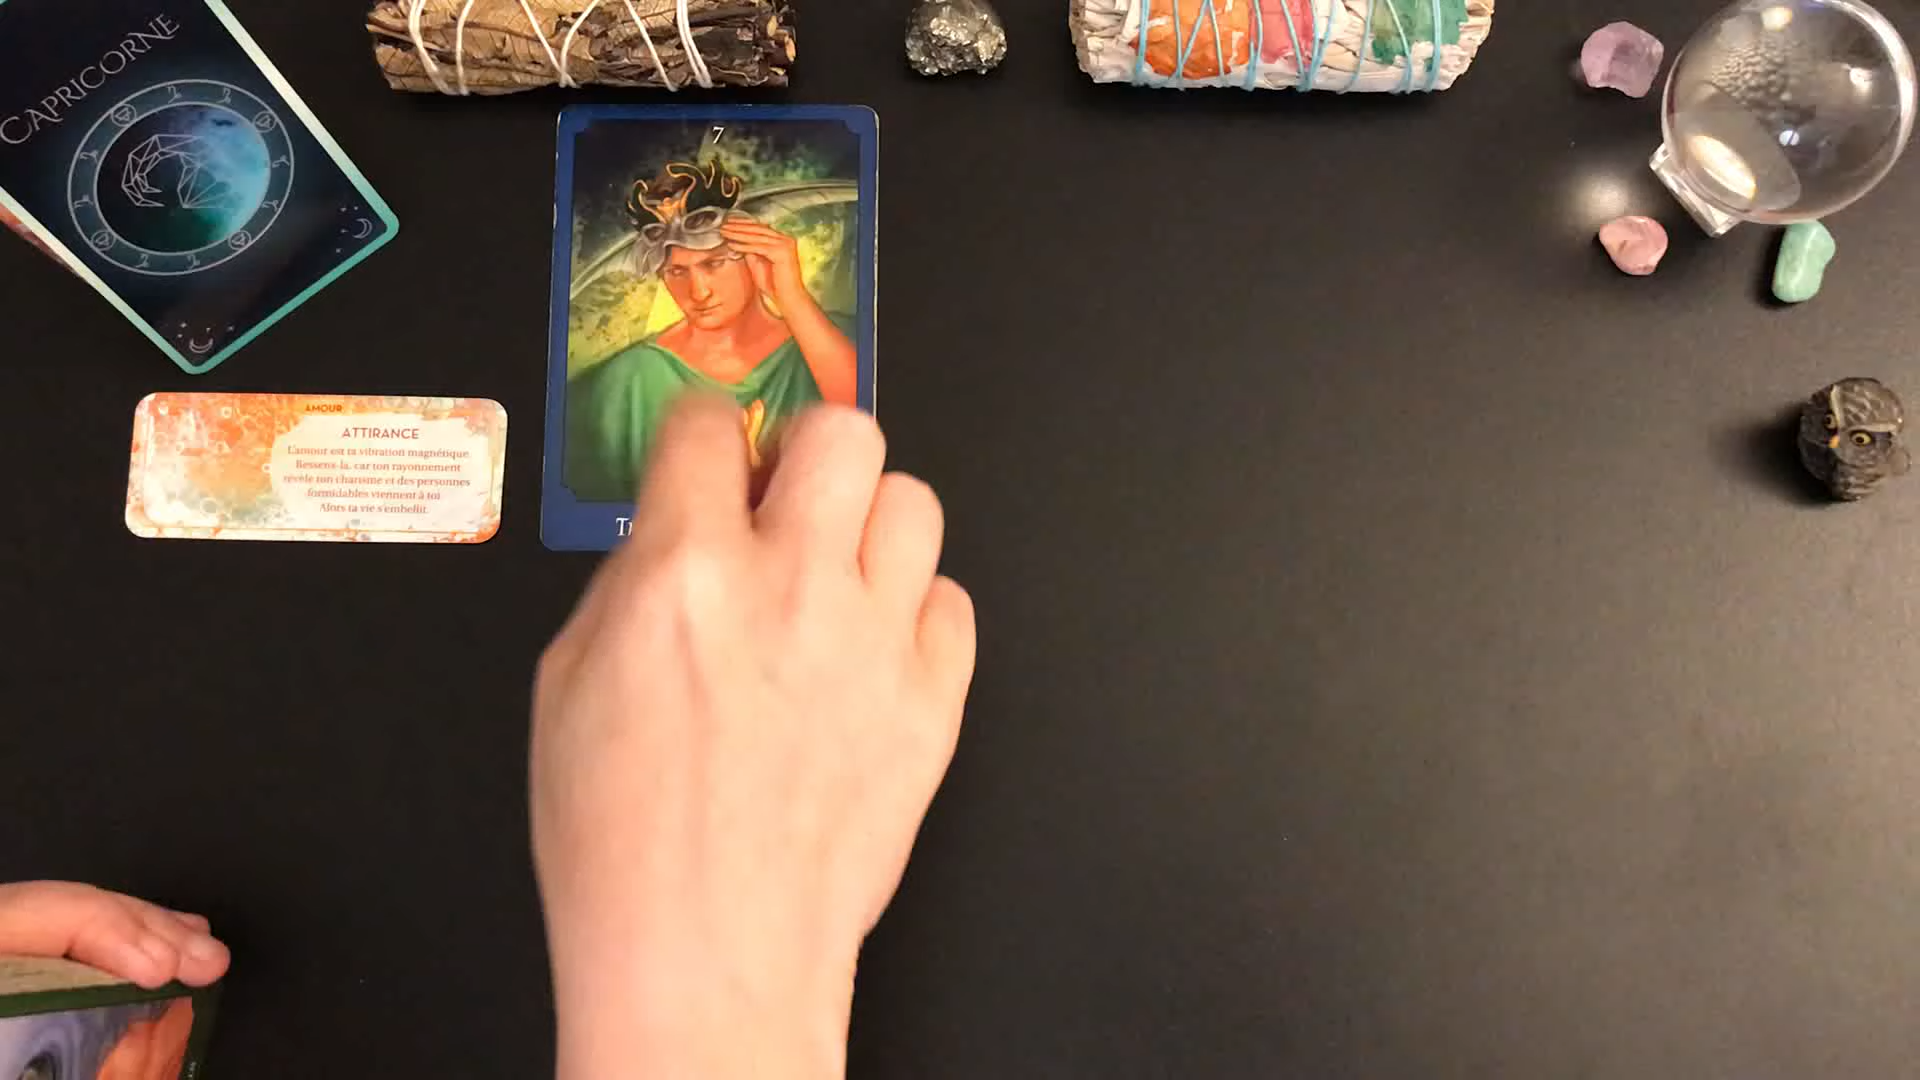 CAPRICORNE
7
AMOUR
ATTIRANCE
L'amour est ta vibration magnétique.
Ressens-la, car ton rayonnement
révèle ton charisme et des personnes
formidables viennent à toi.
Alors ta vie s'embellit.